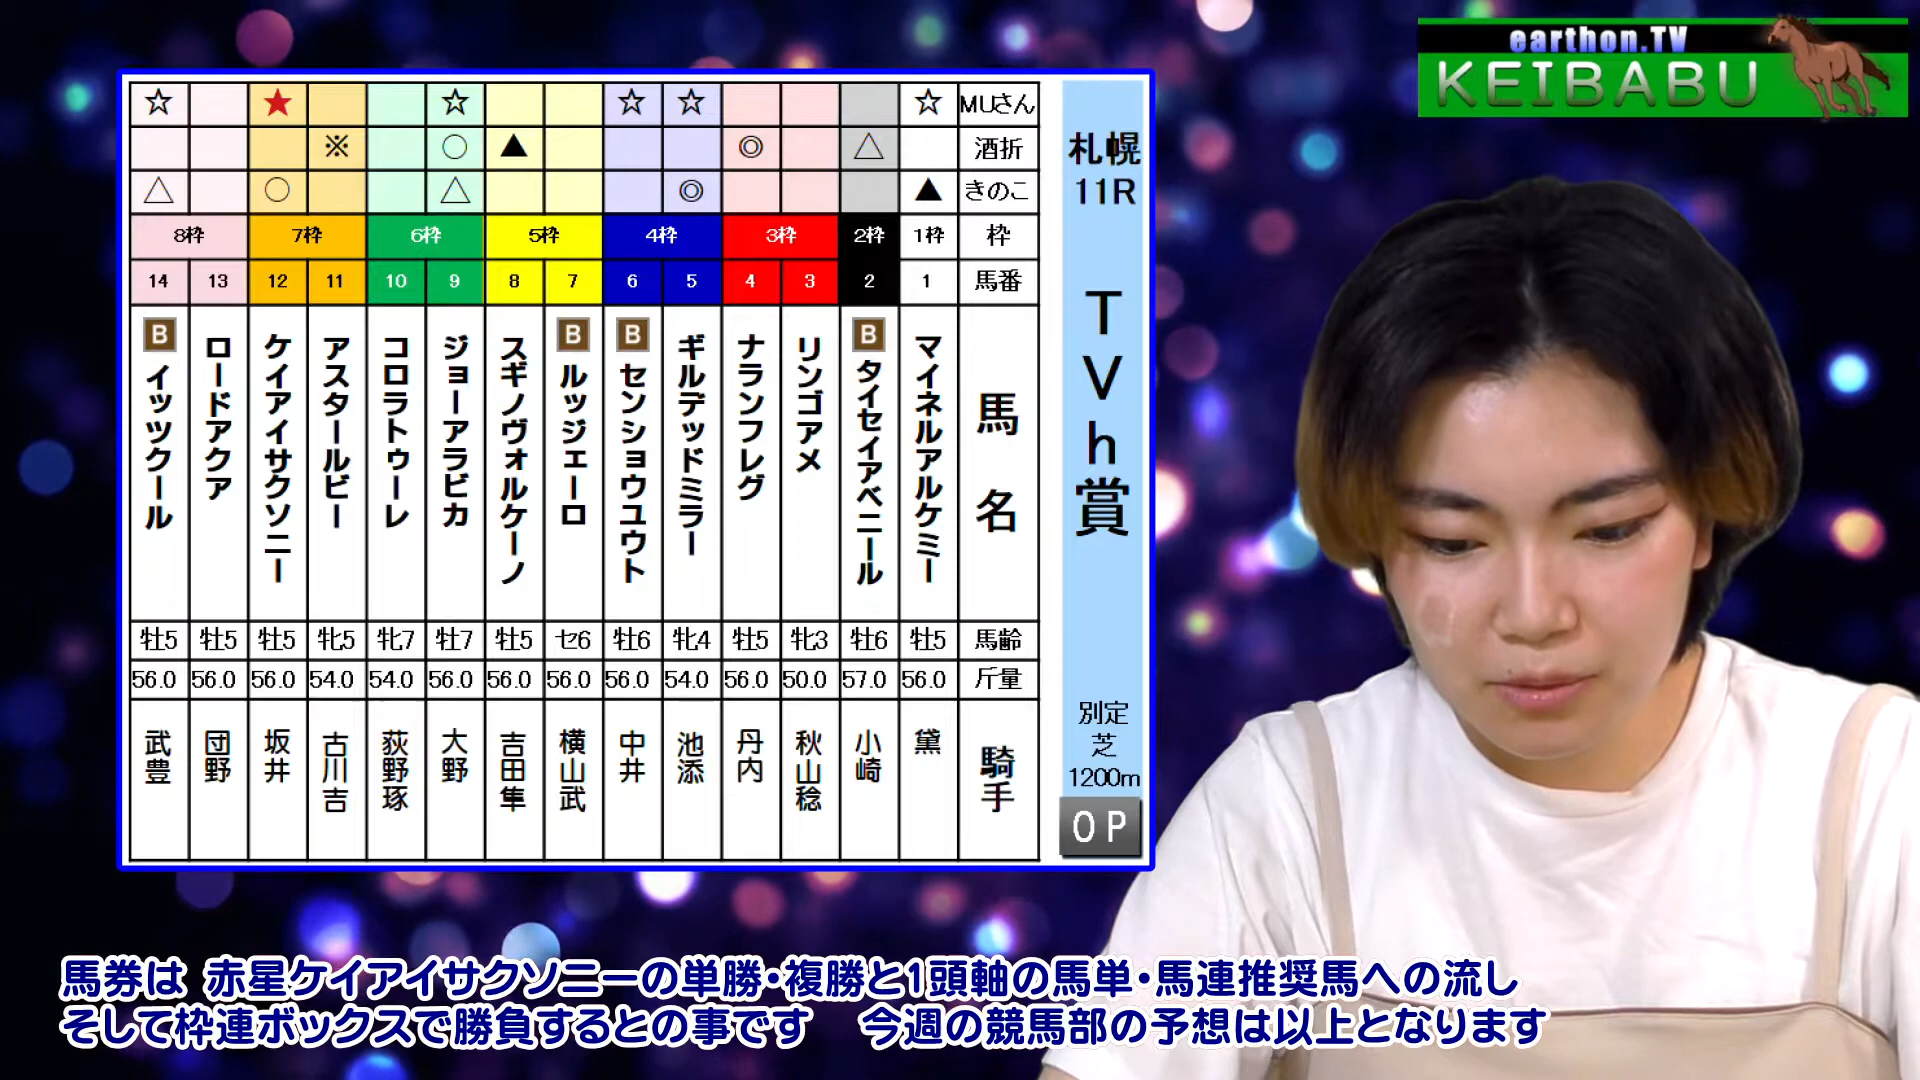 earthon.TV
KEIBABU
札幌
11R
TVh賞
別定
芝
1200m
OP
☆ ★ ☆ ☆ ☆ ☆ MUさん
※ ○ ▲ ◎ △ 酒折
△ ○ △ ◎ ▲ きのこ
8枠 7枠 6枠 5枠 4枠 3枠 2枠 1枠 枠
14 13 12 11 10 9 8 7 6 5 4 3 2 1 馬番
馬名
マイネルアルケミー
B タイセイアベニール
リンゴアメ
ナランフレグ
ギルデッドミラー
B センショウユウト
B ルッジェーロ
スギノヴォルケーノ
ジョーアラビカ
コロラトゥーレ
アスタールビー
ケイアイサクソニー
ロードアクア
B イッツクール
牡5 牡5 牡5 牝5 牝7 牡7 牡5 セ6 牡6 牝4 牡5 牝3 牡6 牡5 馬齢
56.0 56.0 56.0 54.0 54.0 56.0 56.0 56.0 56.0 54.0 56.0 50.0 57.0 56.0 斤量
武豊 団野 坂井 古川吉 荻野琢 大野 吉田隼 横山武 中井 池添 丹内 秋山稔 小崎 黛 騎手
馬券は 赤星ケイアイサクソニーの単勝・複勝と1頭軸の馬単・馬連推奨馬への流し
そして枠連ボックスで勝負するとの事です 今週の競馬部の予想は以上となります